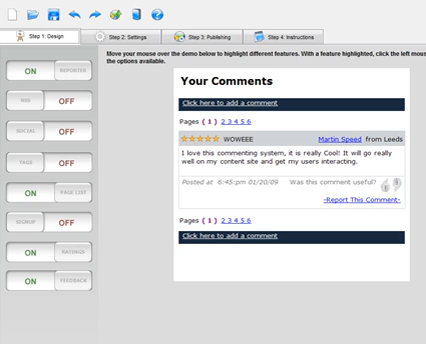 Step 1: Design
Step 2: Settings
Step 3: Publishing
Step 4: Instructions
Move your mouse over the demo below to highlight different features. With a feature highlighted, click the left mous
the options available.
ON REPORTER
RSS OFF
SOCIAL OFF
TAGS OFF
ON PAGE LIST
SIGNUP OFF
ON RATINGS
ON FEEDBACK
Your Comments
Click here to add a comment
Pages ( 1 ) 2 3 4 5 6
WOWEEE Martin Speed from Leeds
I love this commenting system, it is really Cool! It will go really
well on my content site and get my users interacting.
Posted at 6:45:pm 01/20/09 Was this comment useful?
-Report This Comment-
Pages ( 1 ) 2 3 4 5 6
Click here to add a comment